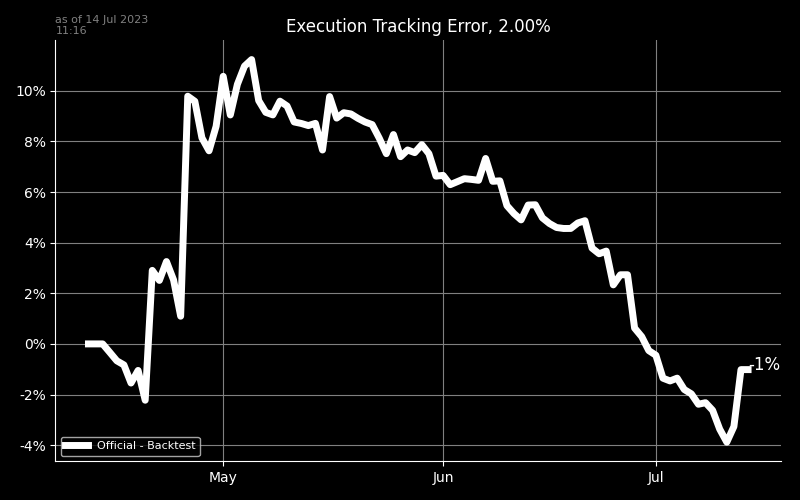 as of 14 Jul 2023
11:16
Execution Tracking Error, 2.00%
10%
8%
6%
4%
2%
0%
-2%
-4%
-1%
Official - Backtest
May
Jun
Jul